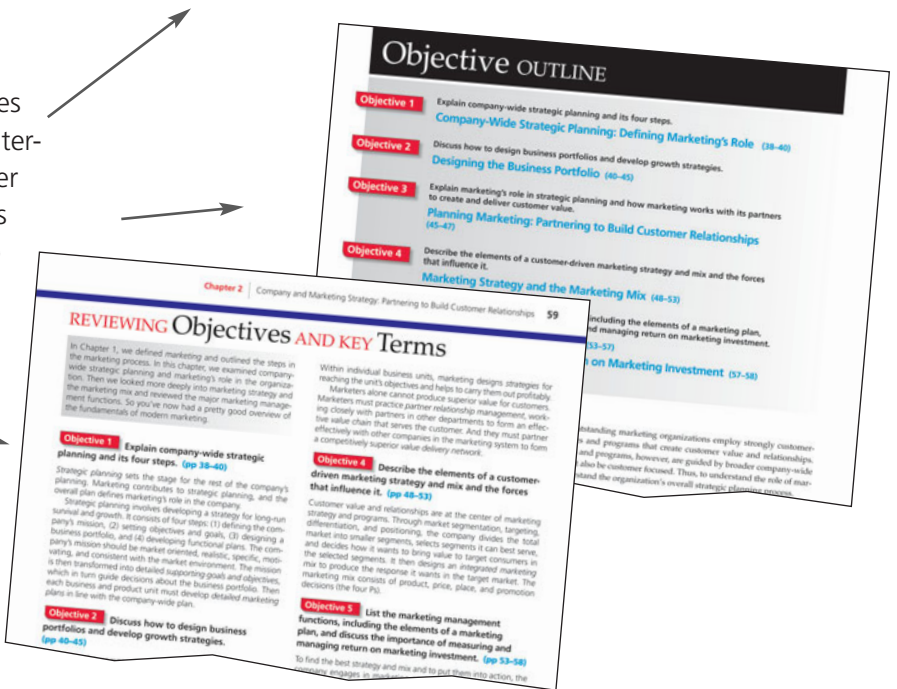 es
ter-
er
s
Objective OUTLINE
Objective 1
Explain company-wide strategic planning and its four steps.
Company-Wide Strategic Planning: Defining Marketing's Role (38–40)
Objective 2
Discuss how to design business portfolios and develop growth strategies.
Designing the Business Portfolio (40–45)
Objective 3
Explain marketing's role in strategic planning and how marketing works with its partners
to create and deliver customer value.
Planning Marketing: Partnering to Build Customer Relationships
(45–47)
Objective 4
Describe the elements of a customer-driven marketing strategy and mix and the forces
that influence it.
Marketing Strategy and the Marketing Mix (48–53)
including the elements of a marketing plan,
nd managing return on marketing investment.
(53–57)
on Marketing Investment (57–58)
tstanding marketing organizations employ strongly customer-
s and programs that create customer value and relationships.
and programs, however, are guided by broader company-wide
also be customer focused. Thus, to understand the role of mar-
stand the organization's overall strategic planning process.
Chapter 2 | Company and Marketing Strategy: Partnering to Build Customer Relationships 59
REVIEWING Objectives AND KEY Terms
In Chapter 1, we defined marketing and outlined the steps in
the marketing process. In this chapter, we examined company-
wide strategic planning and marketing's role in the organiza-
tion. Then we looked more deeply into marketing strategy and
the marketing mix and reviewed the major marketing manage-
ment functions. So you've now had a pretty good overview of
the fundamentals of modern marketing.
Objective 1 Explain company-wide strategic
planning and its four steps. (pp 38–40)
Strategic planning sets the stage for the rest of the company's
planning. Marketing contributes to strategic planning, and the
overall plan defines marketing's role in the company.
Strategic planning involves developing a strategy for long-run
survival and growth. It consists of four steps: (1) defining the com-
pany's mission, (2) setting objectives and goals, (3) designing a
business portfolio, and (4) developing functional plans. The com-
pany's mission should be market oriented, realistic, specific, moti-
vating, and consistent with the market environment. The mission
is then transformed into detailed supporting goals and objectives,
which in turn guide decisions about the business portfolio. Then
each business and product unit must develop detailed marketing
plans in line with the company-wide plan.
Objective 2 Discuss how to design business
portfolios and develop growth strategies.
(pp 40–45)
Within individual business units, marketing designs strategies for
reaching the unit's objectives and helps to carry them out profitably.
Marketers alone cannot produce superior value for customers.
Marketers must practice partner relationship management, work-
ing closely with partners in other departments to form an effec-
tive value chain that serves the customer. And they must partner
effectively with other companies in the marketing system to form
a competitively superior value delivery network.
Objective 4 Describe the elements of a customer-
driven marketing strategy and mix and the forces
that influence it. (pp 48–53)
Customer value and relationships are at the center of marketing
strategy and programs. Through market segmentation, targeting,
differentiation, and positioning, the company divides the total
market into smaller segments, selects segments it can best serve,
and decides how it wants to bring value to target consumers in
the selected segments. It then designs an integrated marketing
mix to produce the response it wants in the target market. The
marketing mix consists of product, price, place, and promotion
decisions (the four Ps).
Objective 5 List the marketing management
functions, including the elements of a marketing
plan, and discuss the importance of measuring and
managing return on marketing investment. (pp 53–58)
To find the best strategy and mix and to put them into action, the
company engages in